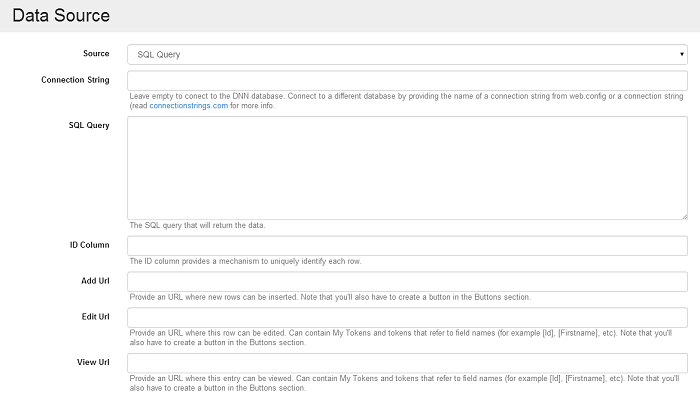 Data Source
Source
SQL Query
Connection String
Leave empty to conect to the DNN database. Connect to a different database by providing the name of a connection string from web.config or a connection string
(read connectionstrings.com for more info.
SQL Query
The SQL query that will return the data.
ID Column
The ID column provides a mechanism to uniquely identify each row.
Add Url
Provide an URL where new rows can be inserted. Note that you'll also have to create a button in the Buttons section.
Edit Url
Provide an URL where this row can be edited. Can contain My Tokens and tokens that refer to field names (for example [Id], [Firstname], etc). Note that you'll
also have to create a button in the Buttons section.
View Url
Provide an URL where this entry can be viewed. Can contain My Tokens and tokens that refer to field names (for example [Id], [Firstname], etc). Note that you'll
also have to create a button in the Buttons section.